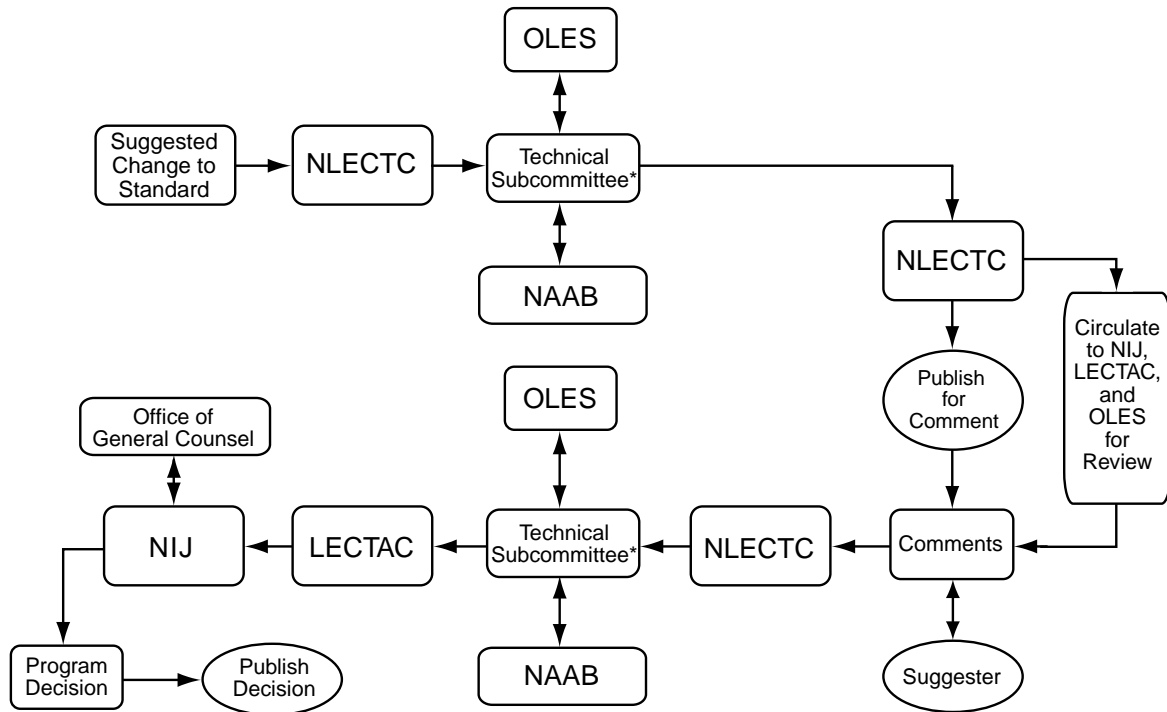 OLES
Suggested
Change to
Standard
NLECTC
Technical
Subcommittee*
NAAB
NLECTC
Circulate
to NIJ,
LECTAC,
and
OLES
for
Review
Publish
for
Comment
OLES
Office of
General Counsel
NIJ
LECTAC
Technical
Subcommittee*
NLECTC
Comments
NAAB
Suggester
Program
Decision
Publish
Decision